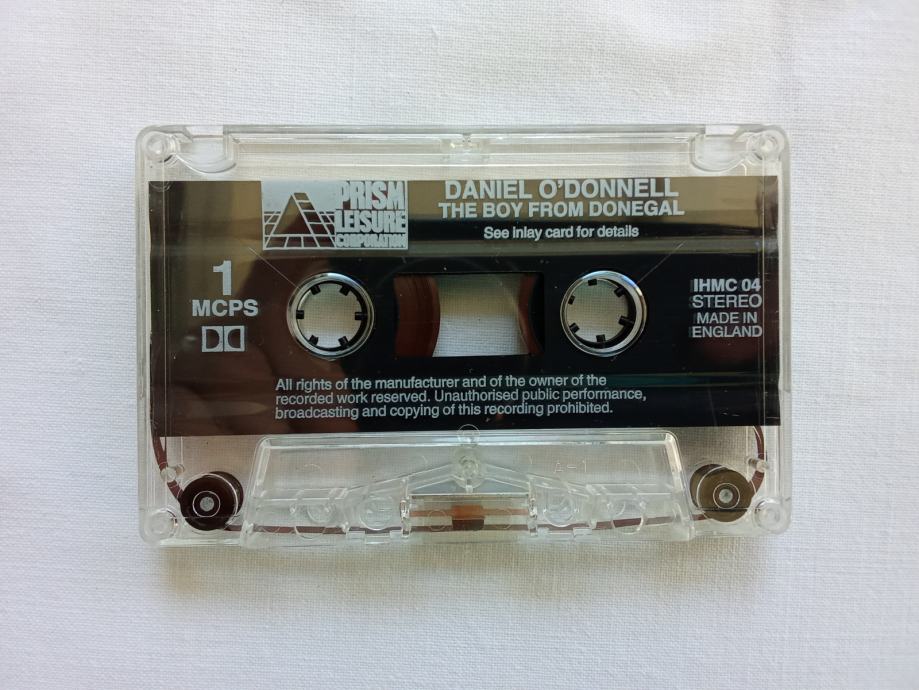 PRISM
LEISURE
CORPORATION
DANIEL O'DONNELL
THE BOY FROM DONEGAL
See inlay card for details
1
MCPS
IHMC 04
STEREO
MADE IN
ENGLAND
All rights of the manufacturer and of the owner of the
recorded work reserved. Unauthorised public performance,
broadcasting and copying of this recording prohibited.
A-1